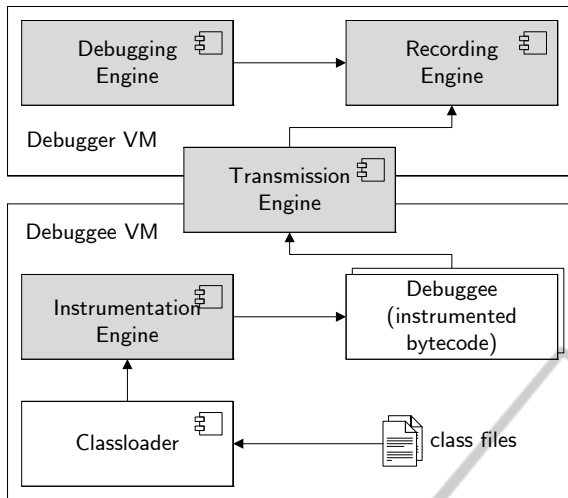 Debugging
Engine
Recording
Engine
Debugger VM
Transmission
Engine
Debuggee VM
Instrumentation
Engine
Debuggee
(instrumented
bytecode)
Classloader
class files